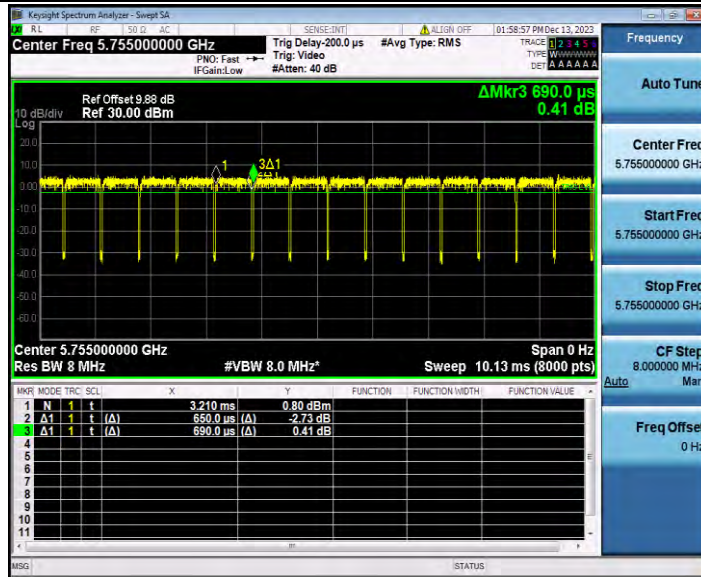 Keysight Spectrum Analyzer - Swept SA
RL RF 50 Ω AC SENSE:INT ALIGN OFF 01:58:57 PM Dec 13, 2023
Center Freq 5.755000000 GHz
PNO: Fast
IFGain:Low
Trig Delay-200.0 µs
Trig: Video
#Atten: 40 dB
#Avg Type: RMS
TRACE 1 2 3 4 5 6
TYPE W
DET A A A A A A
Ref Offset 9.88 dB
10 dB/div Ref 30.00 dBm
Log
ΔMkr3 690.0 µs
0.41 dB
20.0
10.0
0.00
-10.0
-20.0
-30.0
-40.0
-50.0
-60.0
1
3Δ1
Center 5.755000000 GHz Span 0 Hz
Res BW 8 MHz #VBW 8.0 MHz* Sweep 10.13 ms (8000 pts)
MKR MODE TRC SCL X Y FUNCTION FUNCTION WIDTH FUNCTION VALUE
1 N 1 t 3.210 ms 0.80 dBm
2 Δ1 1 t (Δ) 650.0 µs (Δ) -2.73 dB
3 Δ1 1 t (Δ) 690.0 µs (Δ) 0.41 dB
4
5
6
7
8
9
10
11
MSG STATUS
Frequency
Auto Tune
Center Freq
5.755000000 GHz
Start Freq
5.755000000 GHz
Stop Freq
5.755000000 GHz
CF Step
8.000000 MHz
Auto Man
Freq Offset
0 Hz